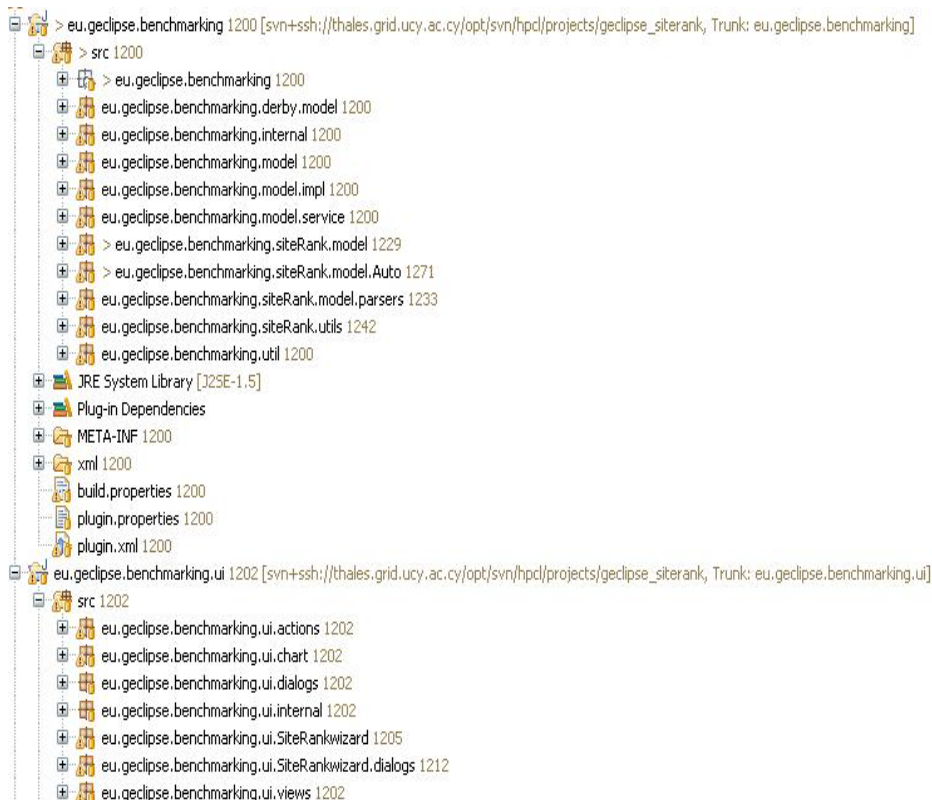 > eu.geclipse.benchmarking 1200 [svn+ssh://thales.grid.ucy.ac.cy/opt/svn/hpcl/projects/geclipse_siterank, Trunk: eu.geclipse.benchmarking]
> src 1200
> eu.geclipse.benchmarking 1200
eu.geclipse.benchmarking.derby.model 1200
eu.geclipse.benchmarking.internal 1200
eu.geclipse.benchmarking.model 1200
eu.geclipse.benchmarking.model.impl 1200
eu.geclipse.benchmarking.model.service 1200
> eu.geclipse.benchmarking.siteRank.model 1229
> eu.geclipse.benchmarking.siteRank.model.Auto 1271
eu.geclipse.benchmarking.siteRank.model.parsers 1233
eu.geclipse.benchmarking.siteRank.utils 1242
eu.geclipse.benchmarking.util 1200
JRE System Library [J2SE-1.5]
Plug-in Dependencies
META-INF 1200
xml 1200
build.properties 1200
plugin.properties 1200
plugin.xml 1200
eu.geclipse.benchmarking.ui 1202 [svn+ssh://thales.grid.ucy.ac.cy/opt/svn/hpcl/projects/geclipse_siterank, Trunk: eu.geclipse.benchmarking.ui]
src 1202
eu.geclipse.benchmarking.ui.actions 1202
eu.geclipse.benchmarking.ui.chart 1202
eu.geclipse.benchmarking.ui.dialogs 1202
eu.geclipse.benchmarking.ui.internal 1202
eu.geclipse.benchmarking.ui.SiteRankwizard 1205
eu.geclipse.benchmarking.ui.SiteRankwizard.dialogs 1212
eu.geclipse.benchmarking.ui.views 1202